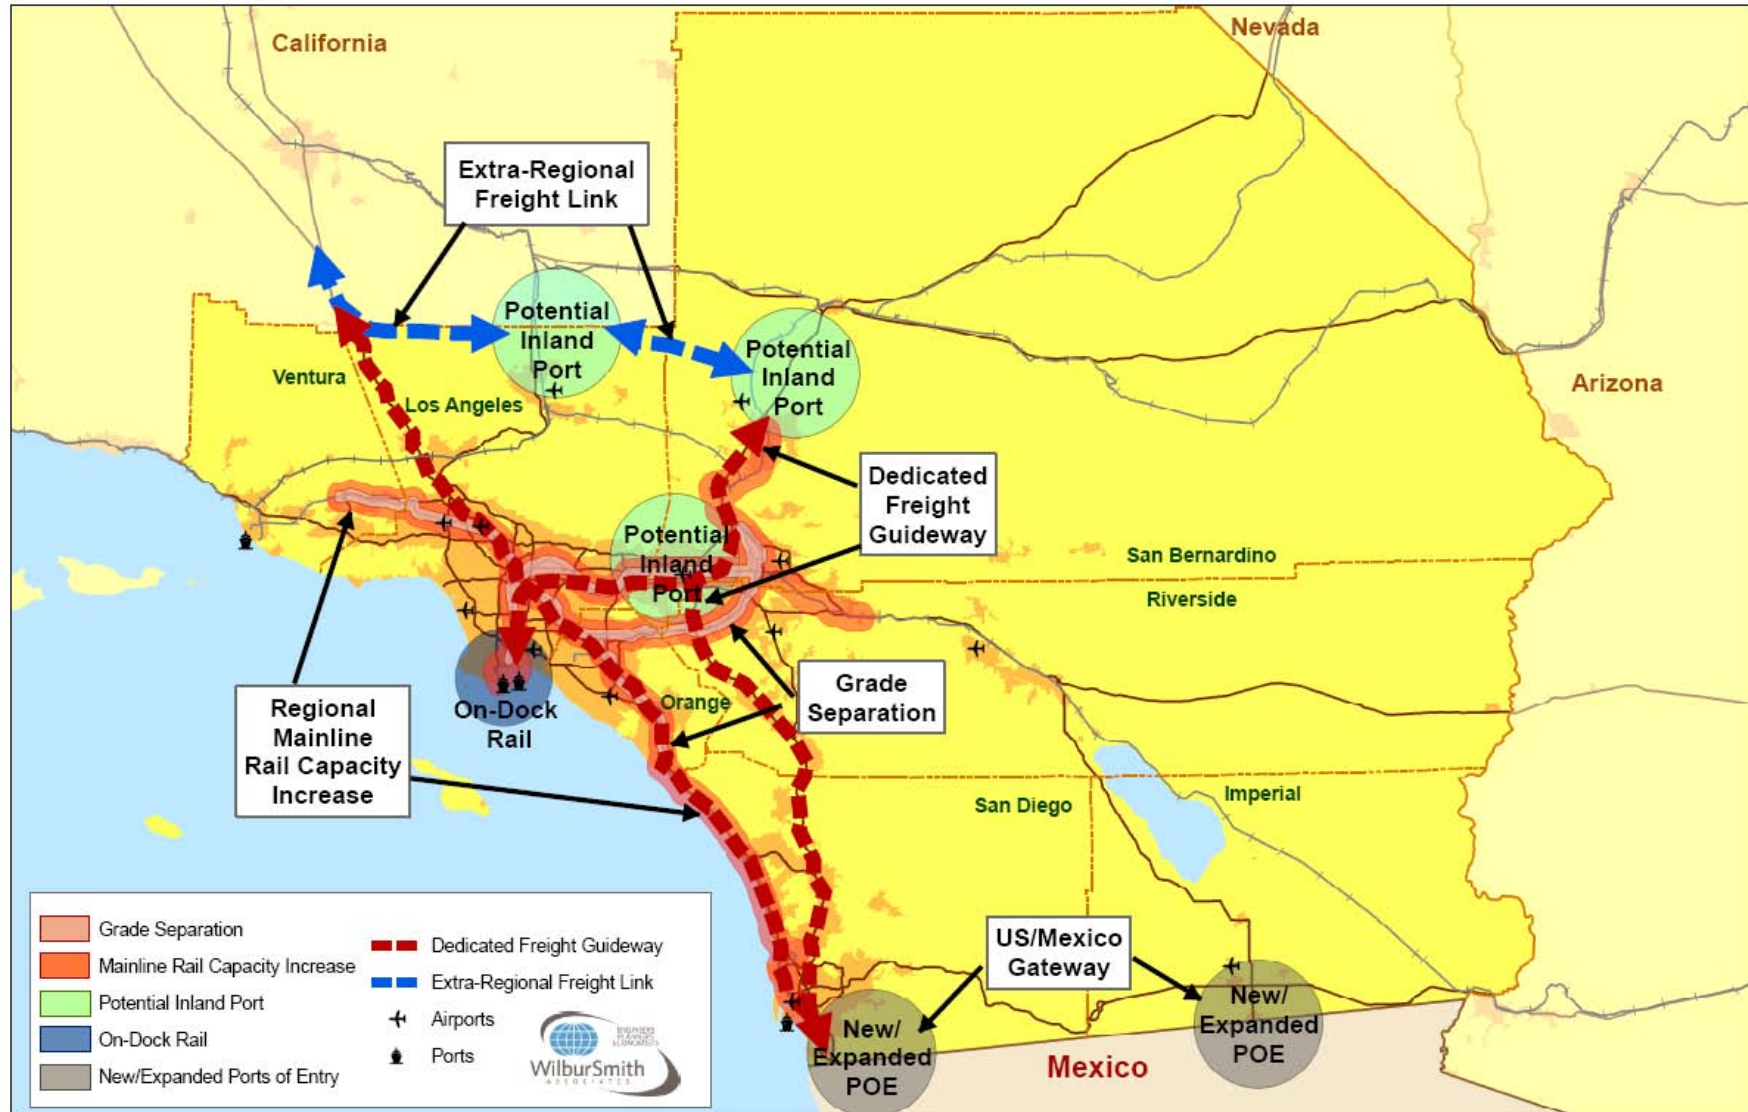 California
Nevada
Extra-Regional
Freight Link
Potential
Inland
Port
Potential
Inland
Port
Arizona
Ventura
Los Angeles
Dedicated
Freight
Guideway
Potential
Inland
Port
San Bernardino
Riverside
Grade
Separation
Orange
On-Dock
Rail
Regional
Mainline
Rail Capacity
Increase
San Diego
Imperial
US/Mexico
Gateway
New/
Expanded
POE
New/
Expanded
POE
Mexico
Grade Separation
Mainline Rail Capacity Increase
Potential Inland Port
On-Dock Rail
New/Expanded Ports of Entry
Dedicated Freight Guideway
Extra-Regional Freight Link
Airports
Ports
ENGINEERS
PLANNERS
ECONOMISTS
WilburSmith
ASSOCIATES